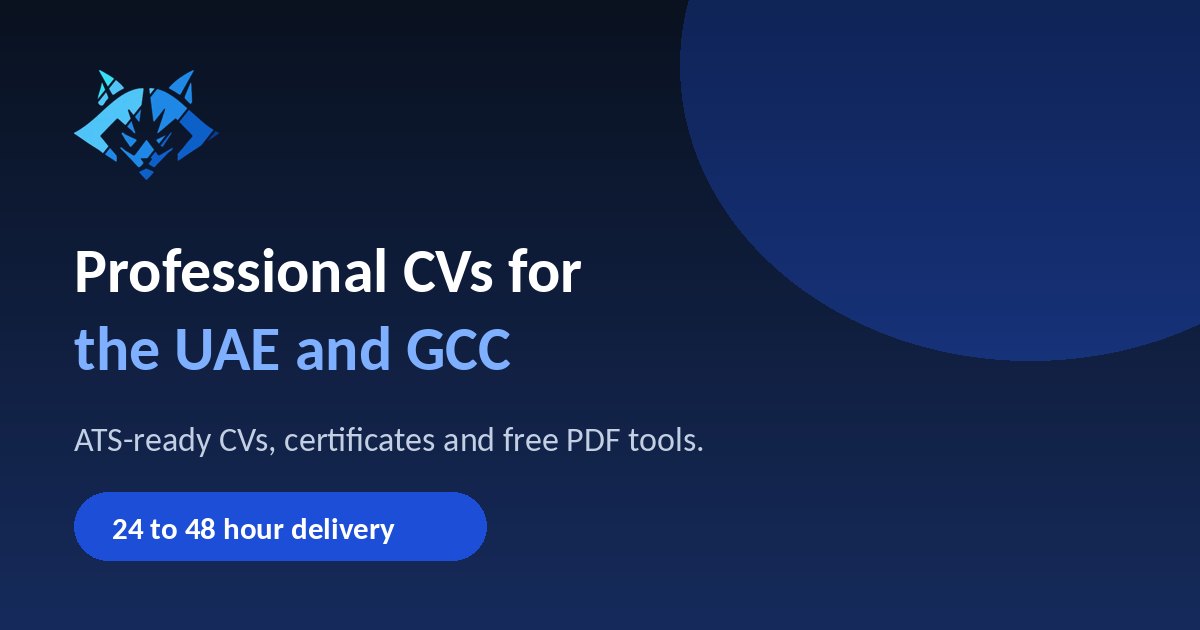 Professional CVs for
the UAE and GCC
ATS-ready CVs, certificates and free PDF tools.
24 to 48 hour delivery